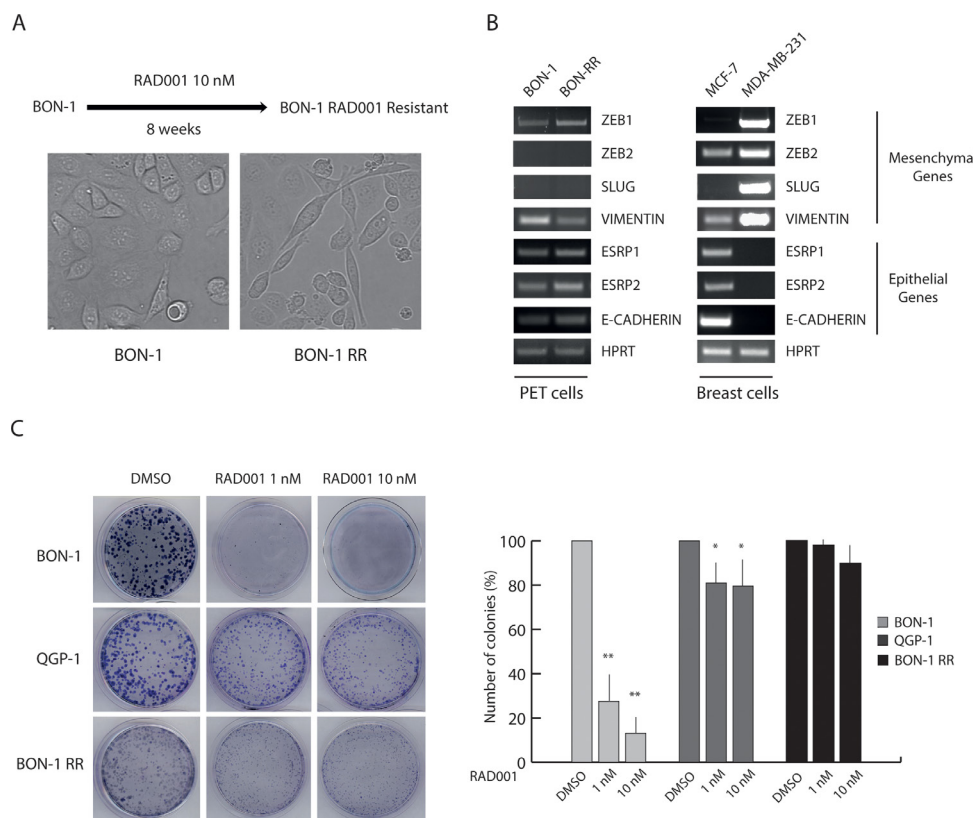 A
RAD001 10 nM
BON-1
BON-1 RAD001 Resistant
8 weeks
BON-1
BON-1 RR
B
BON-1
BON-RR
MCF-7
MDA-MB-231
ZEB1
ZEB2
SLUG
VIMENTIN
ESRP1
ESRP2
E-CADHERIN
HPRT
PET cells
ZEB1
ZEB2
SLUG
VIMENTIN
ESRP1
ESRP2
E-CADHERIN
HPRT
Breast cells
Mesenchyma
Genes
Epithelial
Genes
C
DMSO
RAD001 1 nM
RAD001 10 nM
BON-1
QGP-1
BON-1 RR
Number of colonies (%)
100
80
60
40
20
0
**
**
*
*
RAD001
DMSO
1 nM
10 nM
DMSO
1 nM
10 nM
DMSO
1 nM
10 nM
BON-1
QGP-1
BON-1 RR